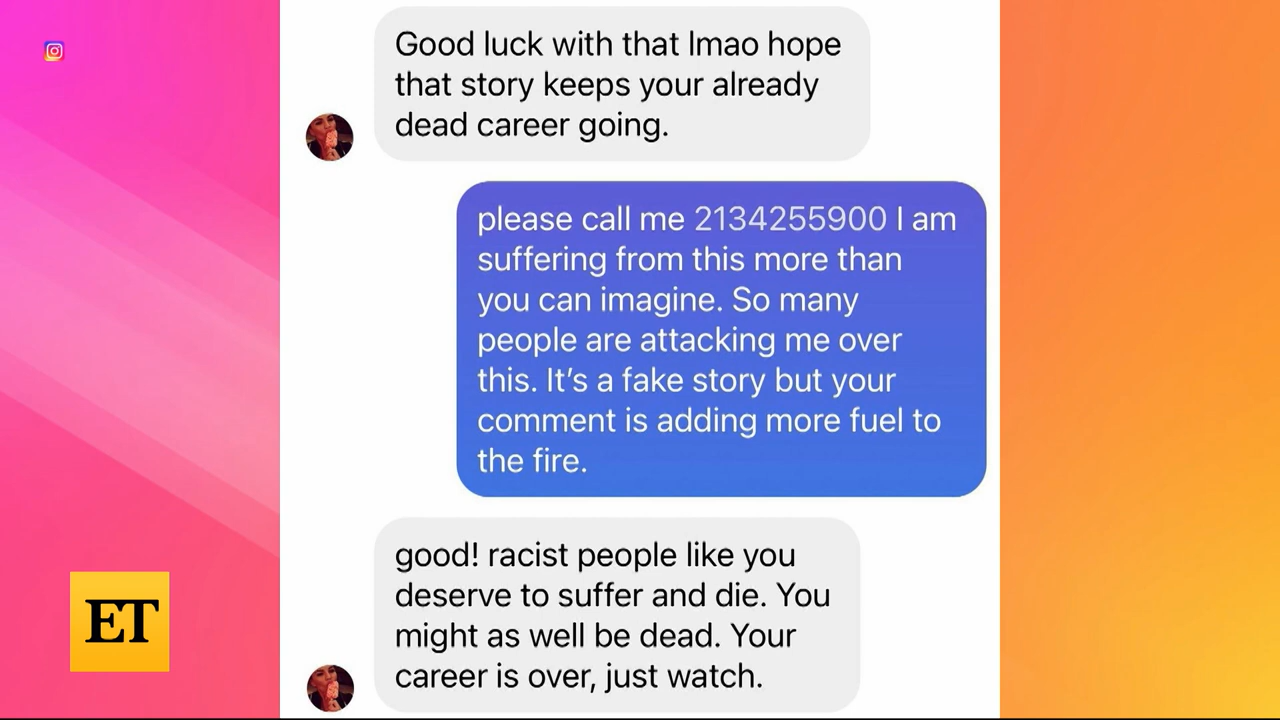 Good luck with that lmao hope
that story keeps your already
dead career going.
please call me 2134255900 I am
suffering from this more than
you can imagine. So many
people are attacking me over
this. It's a fake story but your
comment is adding more fuel to
the fire.
good! racist people like you
deserve to suffer and die. You
might as well be dead. Your
career is over, just watch.
ET